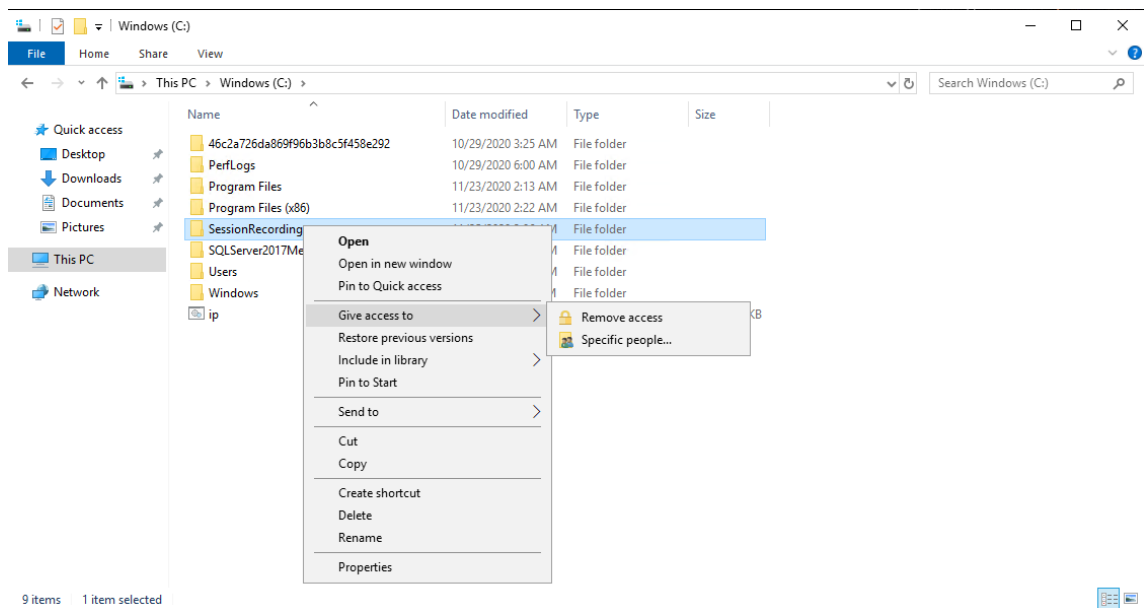 Windows (C:)
File Home Share View
This PC > Windows (C:) >
Search Windows (C:)
Name Date modified Type Size
Quick access
Desktop
Downloads
Documents
Pictures
This PC
Network
46c2a726da869f96b3b8c5f458e292 10/29/2020 3:25 AM File folder
PerfLogs 10/29/2020 6:00 AM File folder
Program Files 11/23/2020 2:13 AM File folder
Program Files (x86) 11/23/2020 2:22 AM File folder
SessionRecording File folder
SQLServer2017Me File folder
Users File folder
Windows File folder
ip KB
Open
Open in new window
Pin to Quick access
Give access to
Restore previous versions
Include in library
Pin to Start
Send to
Cut
Copy
Create shortcut
Delete
Rename
Properties
Remove access
Specific people...
9 items 1 item selected